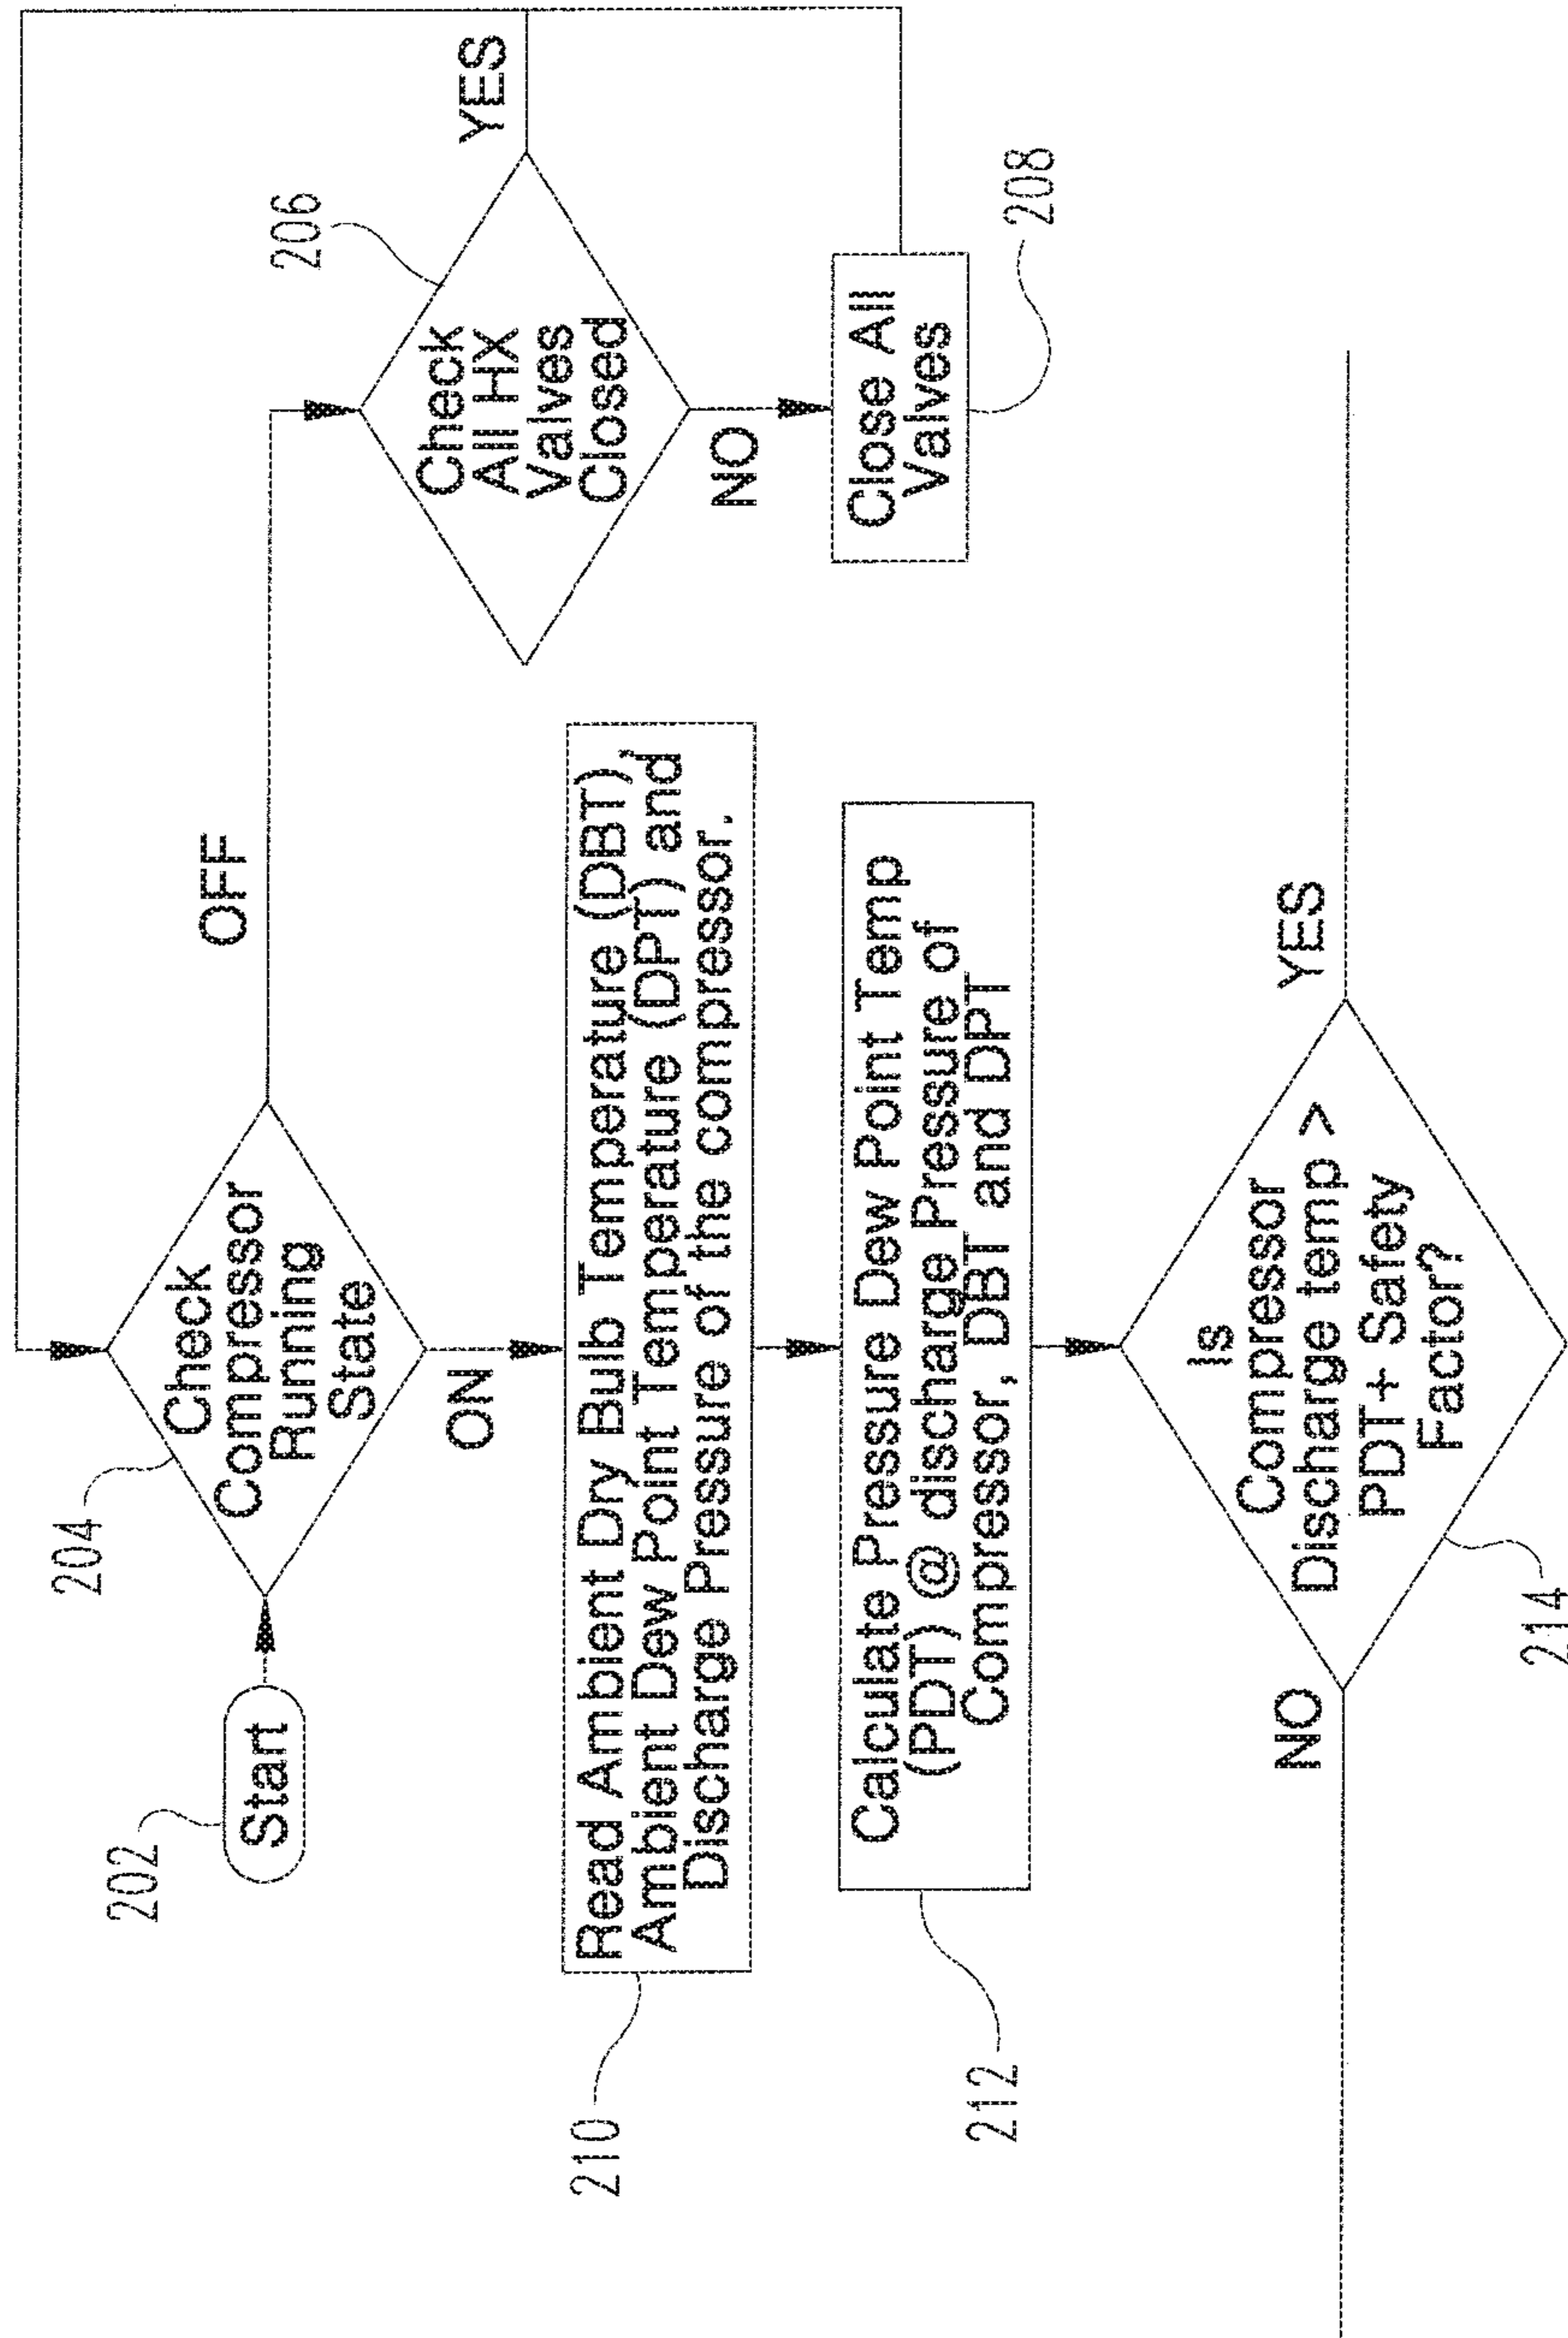 202
Start
204
Check
Compressor
Running
State
OFF
ON
206
Check
All HX
Valves
Closed
YES
NO
Close All
Valves
208
210
Read Ambient Dry Bulb Temperature (DBT),
Ambient Dew Point Temperature (DPT) and
Discharge Pressure of the compressor.
212
Calculate Pressure Dew Point Temp
(PDT) @ discharge Pressure of
Compressor, DBT and DPT
Is
Compressor
Discharge temp >
PDT+ Safety
Factor?
NO
YES
214